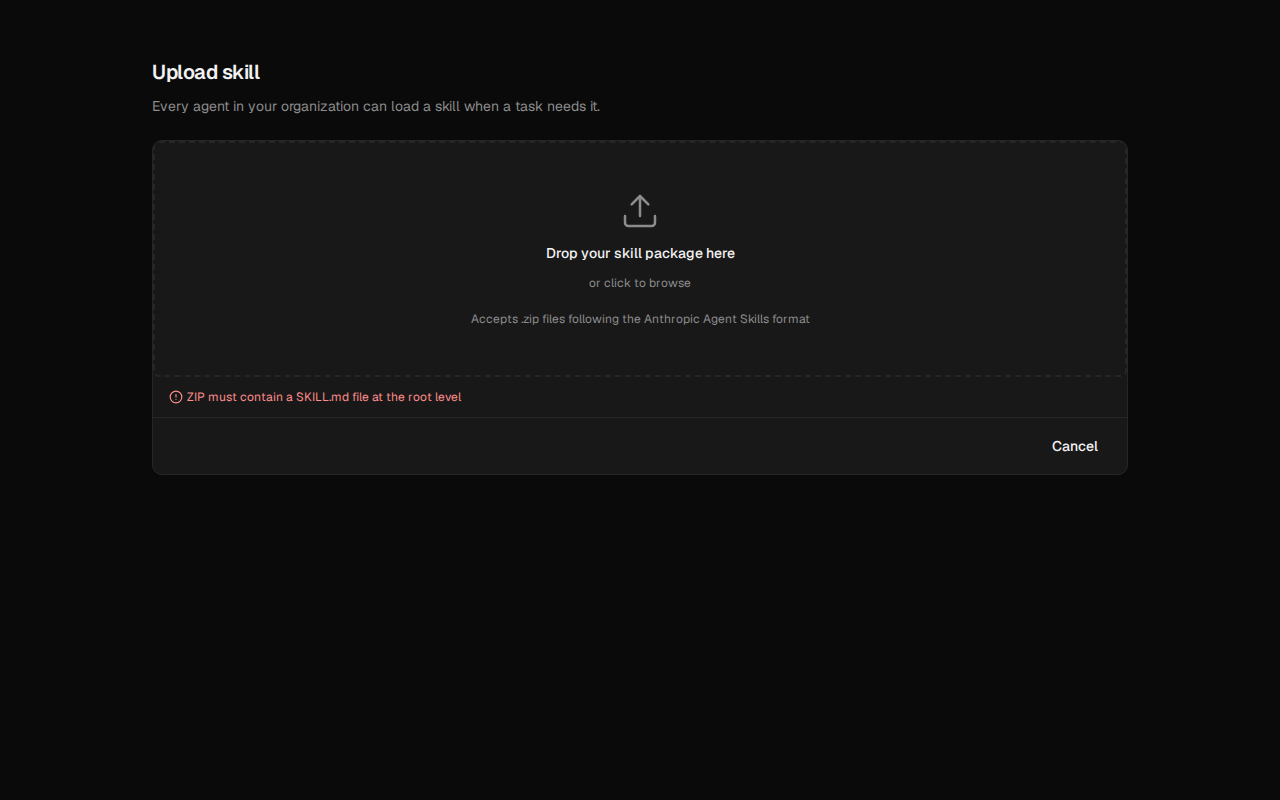 Upload skill
Every agent in your organization can load a skill when a task needs it.
Drop your skill package here
or click to browse
Accepts .zip files following the Anthropic Agent Skills format
ZIP must contain a SKILL.md file at the root level
Cancel